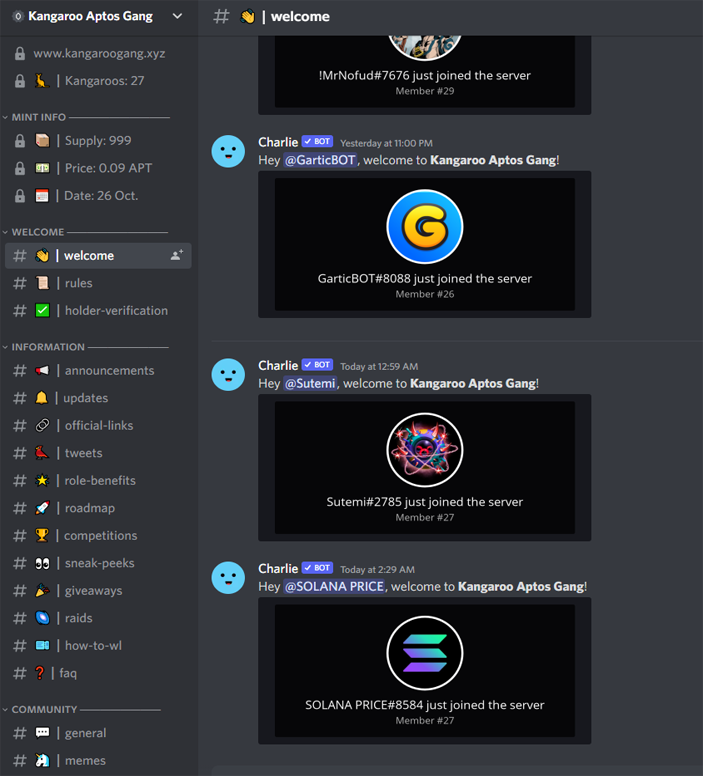 Kangaroo Aptos Gang
www.kangaroogang.xyz
| Kangaroos: 27
MINT INFO
| Supply: 999
| Price: 0.09 APT
| Date: 26 Oct.
WELCOME
# | welcome
# | rules
# | holder-verification
INFORMATION
# | announcements
# | updates
# | official-links
# | tweets
# | role-benefits
# | roadmap
# | competitions
# | sneak-peeks
# | giveaways
# | raids
# | how-to-wl
# | faq
COMMUNITY
# | general
# | memes
# | welcome
!MrNofud#7676 just joined the server
Member #29
Charlie ✓ BOT Yesterday at 11:00 PM
Hey @GarticBOT, welcome to Kangaroo Aptos Gang!
G
GarticBOT#8088 just joined the server
Member #26
Charlie ✓ BOT Today at 12:59 AM
Hey @Sutemi, welcome to Kangaroo Aptos Gang!
Sutemi#2785 just joined the server
Member #27
Charlie ✓ BOT Today at 2:29 AM
Hey @SOLANA PRICE, welcome to Kangaroo Aptos Gang!
SOLANA PRICE#8584 just joined the server
Member #27